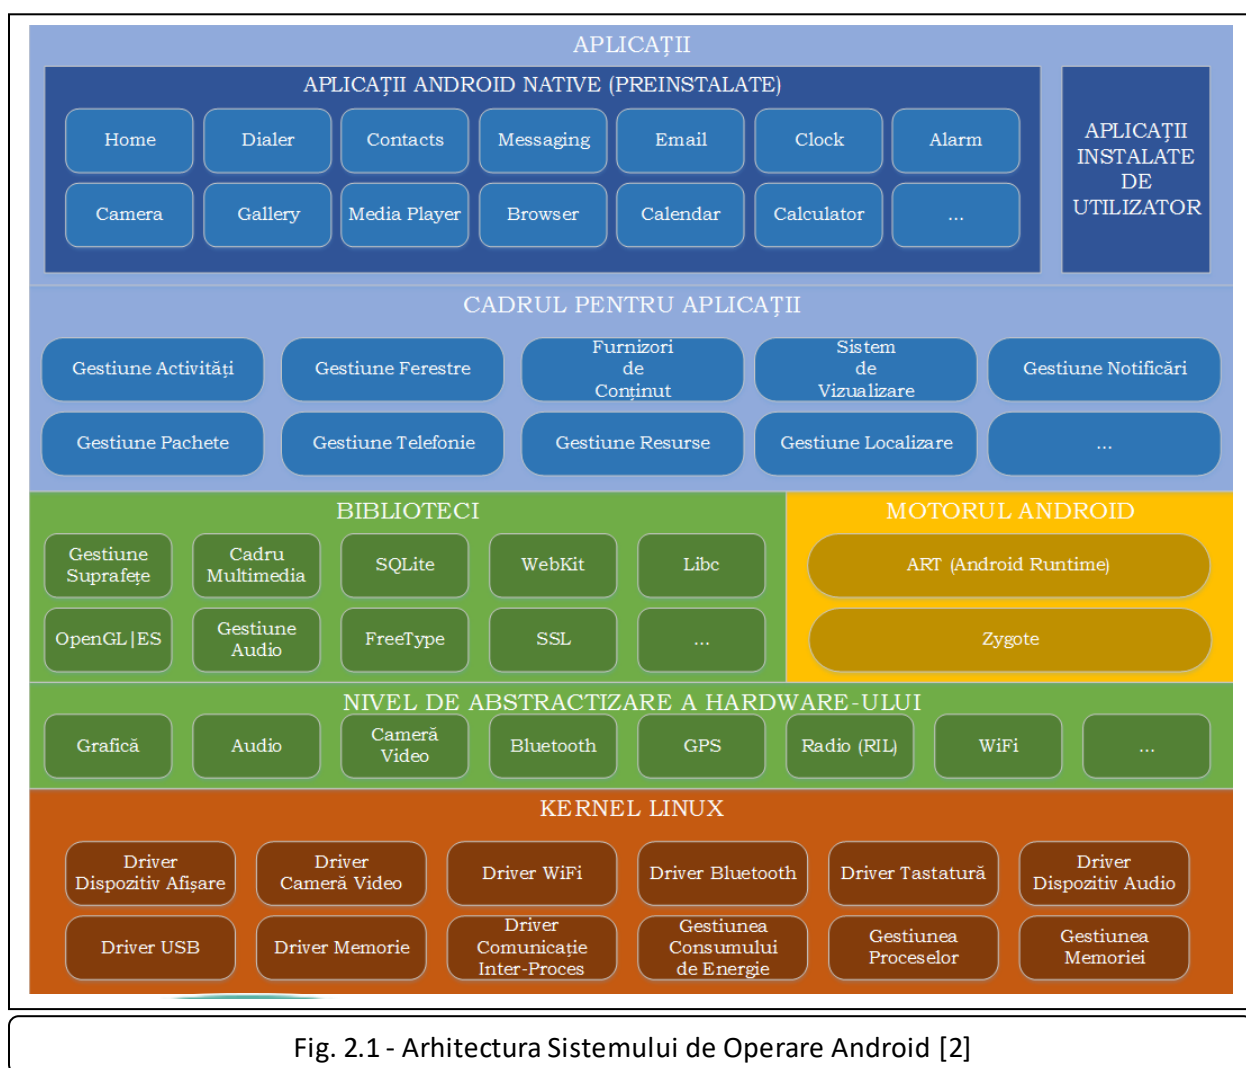 APLICAȚII
APLICAȚII ANDROID NATIVE (PREINSTALATE)
Home
Dialer
Contacts
Messaging
Email
Clock
Alarm
Camera
Gallery
Media Player
Browser
Calendar
Calculator
...
APLICAȚII
INSTALATE
DE
UTILIZATOR
CADRUL PENTRU APLICAȚII
Gestiune Activități
Gestiune Ferestre
Furnizori
de
Conținut
Sistem
de
Vizualizare
Gestiune Notificări
Gestiune Pachete
Gestiune Telefonie
Gestiune Resurse
Gestiune Localizare
...
BIBLIOTECI
Gestiune
Suprafețe
Cadru
Multimedia
SQLite
WebKit
Libc
OpenGL|ES
Gestiune
Audio
FreeType
SSL
...
MOTORUL ANDROID
ART (Android Runtime)
Zygote
NIVEL DE ABSTRACTIZARE A HARDWARE-ULUI
Grafică
Audio
Cameră
Video
Bluetooth
GPS
Radio (RIL)
WiFi
...
KERNEL LINUX
Driver
Dispozitiv Afișare
Driver
Cameră Video
Driver WiFi
Driver Bluetooth
Driver Tastatură
Driver
Dispozitiv Audio
Driver USB
Driver Memorie
Driver
Comunicație
Inter-Proces
Gestiunea
Consumului
de Energie
Gestiunea
Proceselor
Gestiunea
Memoriei
Fig. 2.1 - Arhitectura Sistemului de Operare Android [2]